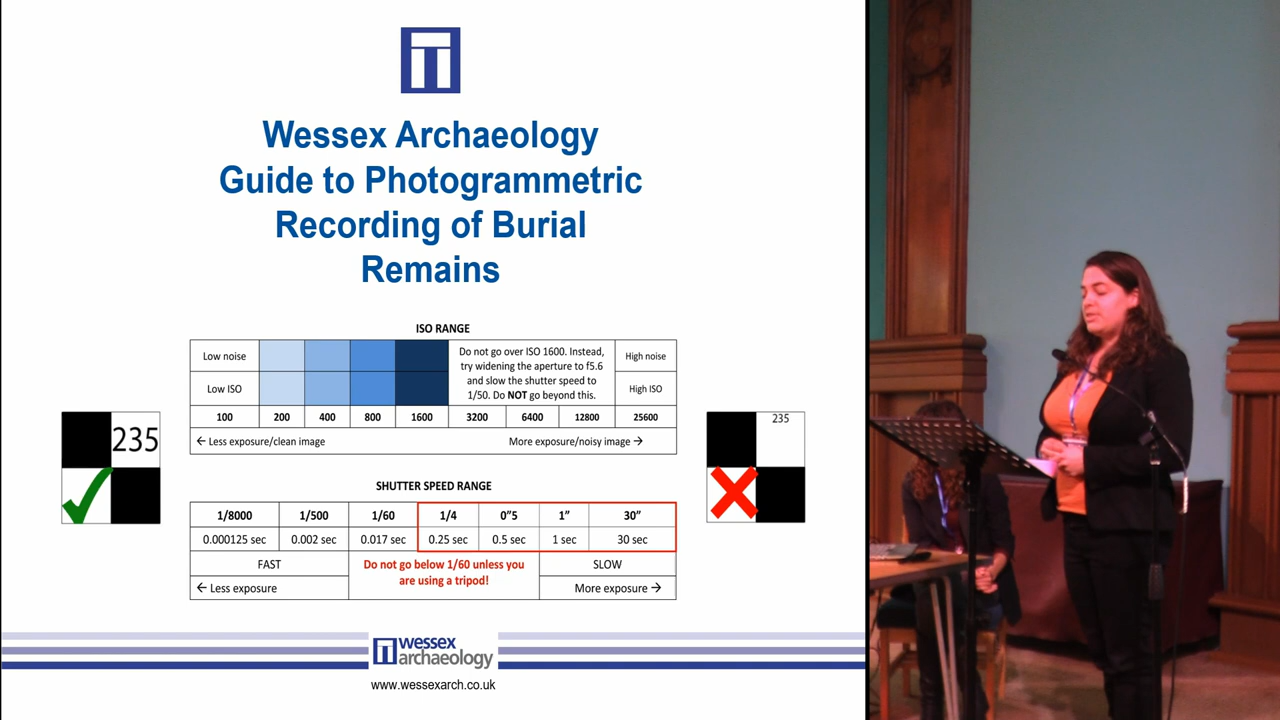 Wessex Archaeology
Guide to Photogrammetric
Recording of Burial
Remains
ISO RANGE
Low noise
Do not go over ISO 1600. Instead,
try widening the aperture to f5.6
and slow the shutter speed to
1/50. Do NOT go beyond this.
High noise
Low ISO
High ISO
100 200 400 800 1600 3200 6400 12800 25600
← Less exposure/clean image More exposure/noisy image →
235
235
SHUTTER SPEED RANGE
1/8000 1/500 1/60 1/4 0"5 1" 30"
0.000125 sec 0.002 sec 0.017 sec 0.25 sec 0.5 sec 1 sec 30 sec
FAST
Do not go below 1/60 unless you
are using a tripod!
SLOW
← Less exposure
More exposure →
wessex
archaeology
www.wessexarch.co.uk